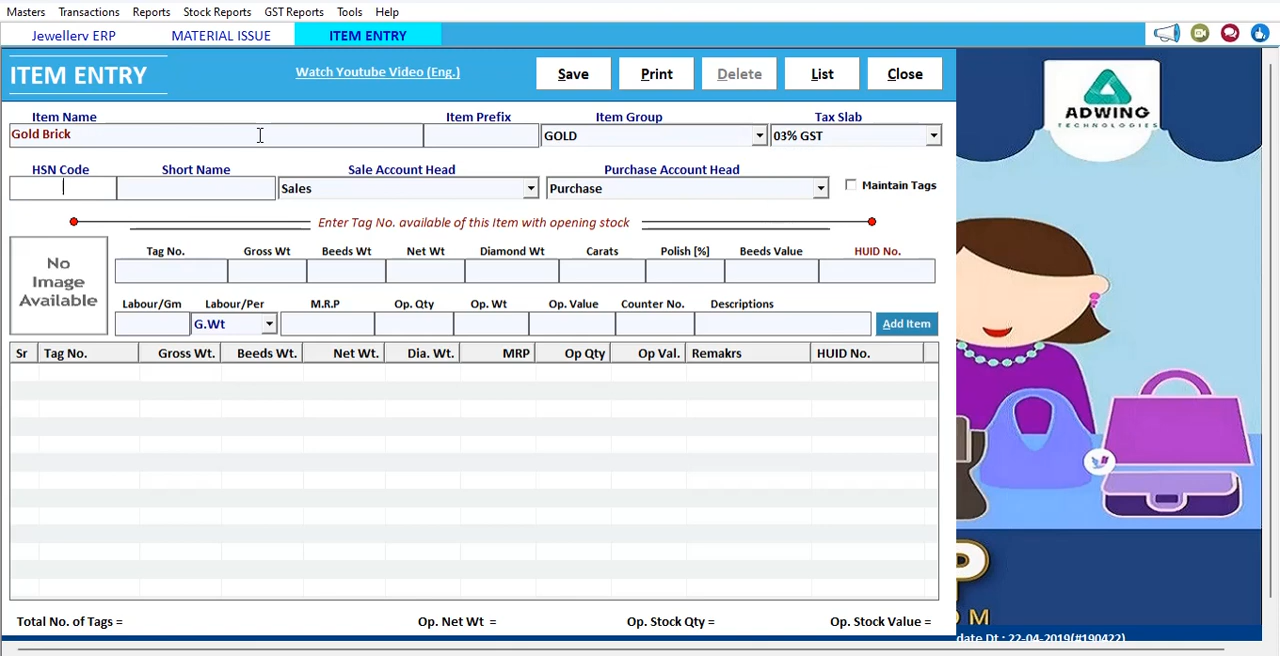 Masters Transactions Reports Stock Reports GST Reports Tools Help
Jewellery ERP MATERIAL ISSUE ITEM ENTRY
ITEM ENTRY Watch Youtube Video (Eng.) Save Print Delete List Close
ADWING
TECHNOLOGIES
Item Name Item Prefix Item Group Tax Slab
Gold Brick GOLD 03% GST
HSN Code Short Name Sale Account Head Purchase Account Head
Sales Purchase Maintain Tags
Enter Tag No. available of this Item with opening stock
No
Image
Available
Tag No. Gross Wt Beeds Wt Net Wt Diamond Wt Carats Polish [%] Beeds Value HUID No.
Labour/Gm Labour/Per M.R.P Op. Qty Op. Wt Op. Value Counter No. Descriptions
G.Wt Add Item
Sr Tag No. Gross Wt. Beeds Wt. Net Wt. Dia. Wt. MRP Op Qty Op Val. Remakrs HUID No.
P
M
Total No. of Tags = Op. Net Wt = Op. Stock Qty = Op. Stock Value =
date Dt : 22-04-2019(#190422)